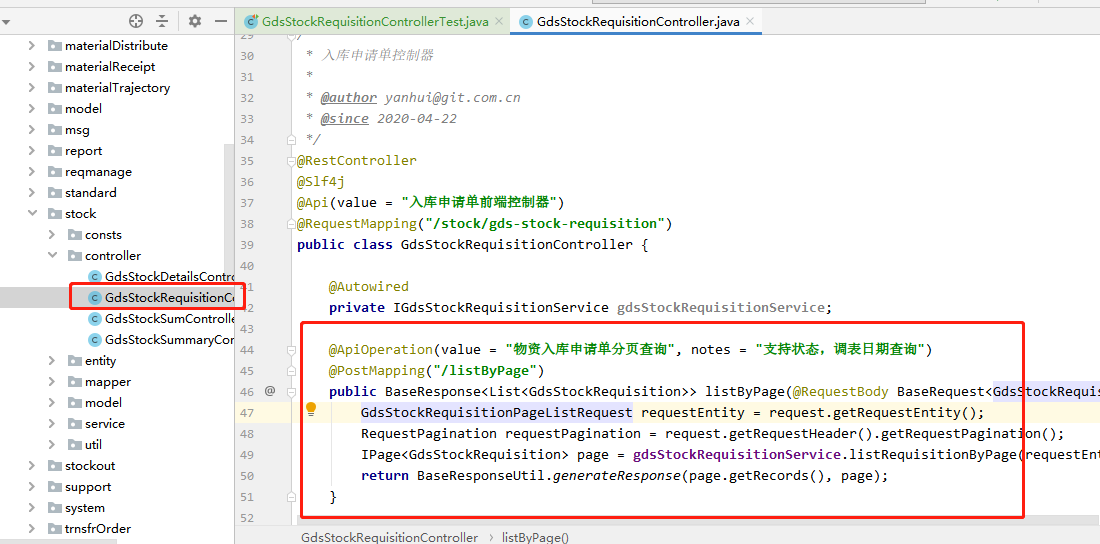 GdsStockRequisitionControllerTest.java
GdsStockRequisitionController.java
materialDistribute
materialReceipt
materialTrajectory
model
msg
report
reqmanage
standard
stock
consts
controller
GdsStockDetailsContro
GdsStockRequisitionC
GdsStockSumControlle
GdsStockSummaryCon
entity
mapper
model
service
util
stockout
support
system
trnsfrOrder
29 /
30 * 入库申请单控制器
31 *
32 * @author yanhui@git.com.cn
33 * @since 2020-04-22
34 */
35 @RestController
36 @Slf4j
37 @Api(value = "入库申请单前端控制器")
38 @RequestMapping("/stock/gds-stock-requisition")
39 public class GdsStockRequisitionController {
40
41 @Autowired
42 private IGdsStockRequisitionService gdsStockRequisitionService;
43
44 @ApiOperation(value = "物资入库申请单分页查询", notes = "支持状态，调表日期查询")
45 @PostMapping("/listByPage")
46 @ public BaseResponse<List<GdsStockRequisition>> listByPage(@RequestBody BaseRequest<GdsStockRequis
47 GdsStockRequisitionPageListRequest requestEntity = request.getRequestEntity();
48 RequestPagination requestPagination = request.getRequestHeader().getRequestPagination();
49 IPage<GdsStockRequisition> page = gdsStockRequisitionService.listRequisitionByPage(requestEnt
50 return BaseResponseUtil.generateResponse(page.getRecords(), page);
51 }
52
GdsStockRequisitionController › listByPage()